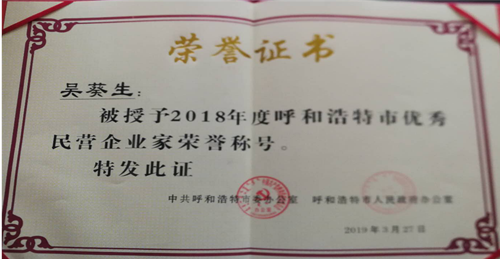 荣誉证书
吴葵生：
被授予2018年度呼和浩特市优秀
民营企业家荣誉称号。
特发此证
中共呼和浩特市委办公室 呼和浩特市人民政府办公室
2019年3月27日